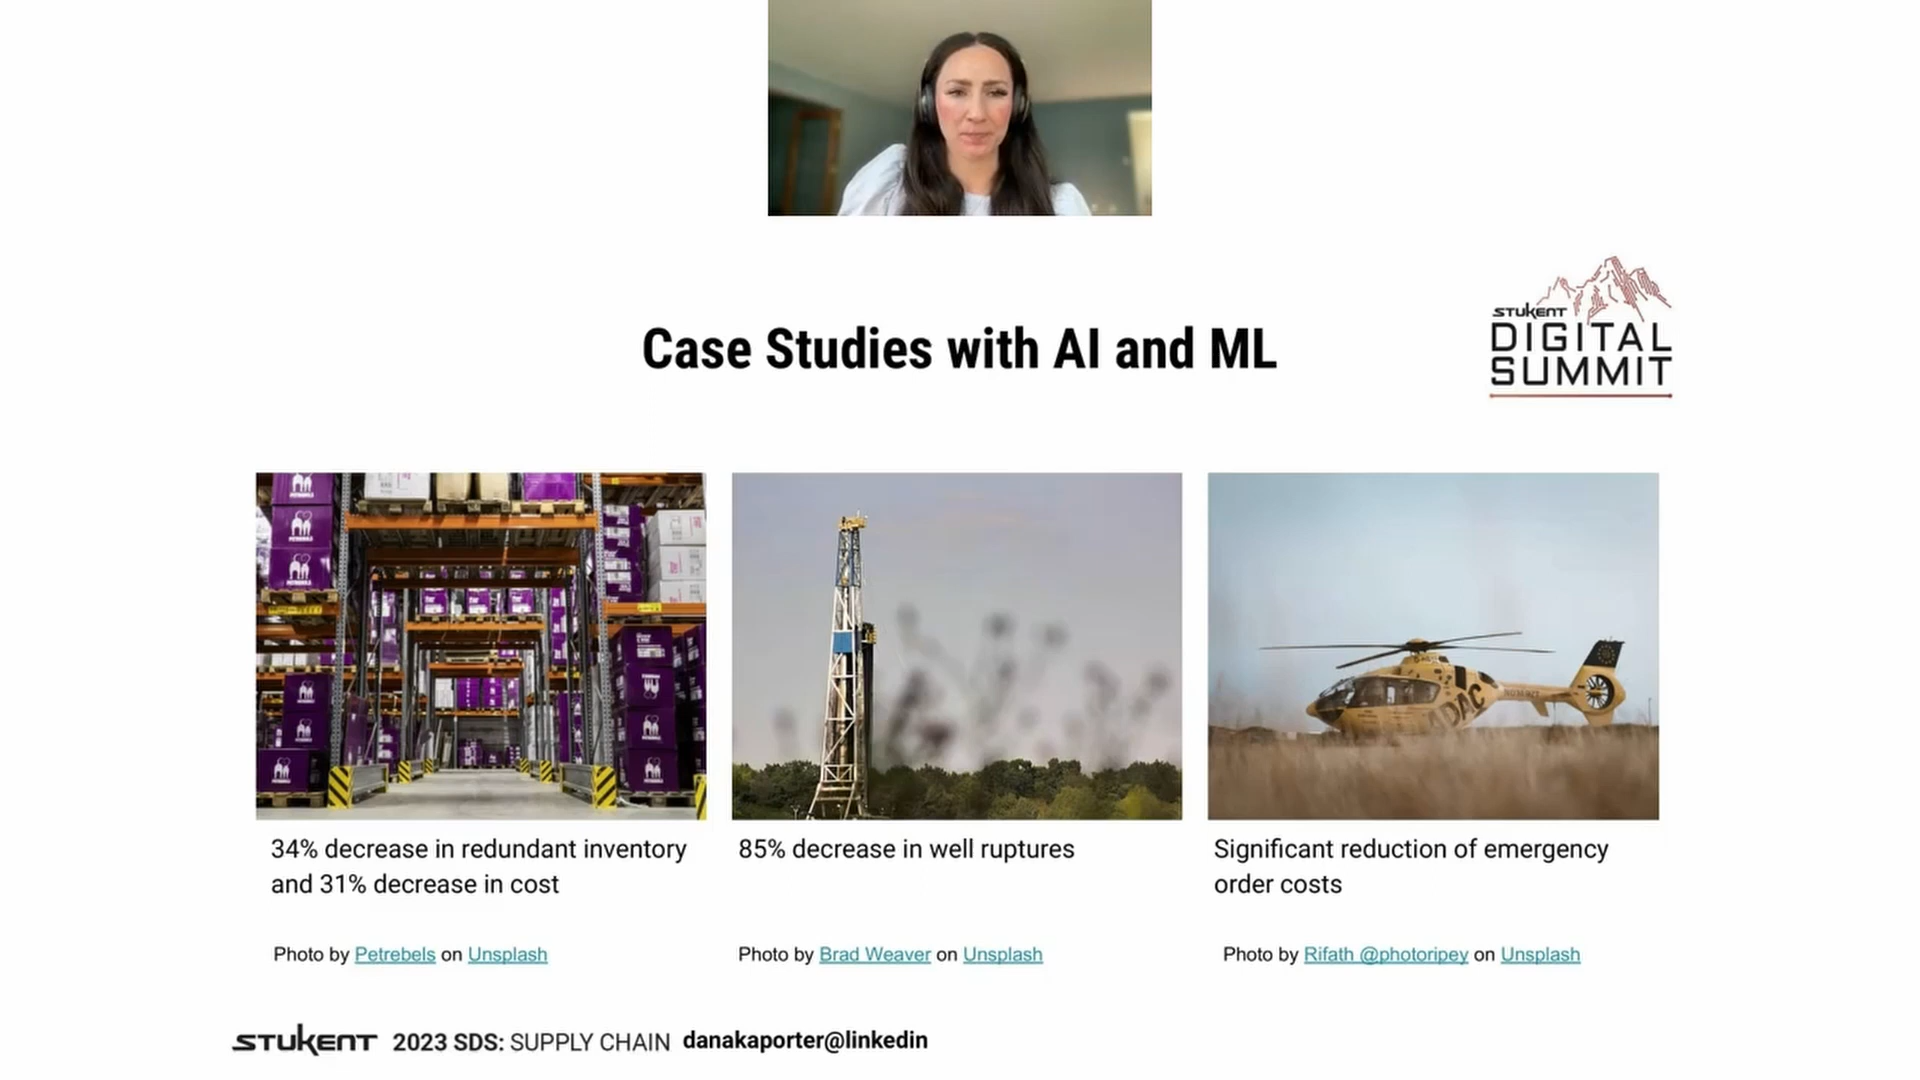 Case Studies with AI and ML
STUKENT
DIGITAL
SUMMIT
PETREBELS
ADAC
34% decrease in redundant inventory
and 31% decrease in cost
85% decrease in well ruptures
Significant reduction of emergency
order costs
Photo by Petrebels on Unsplash
Photo by Brad Weaver on Unsplash
Photo by Rifath @photoripey on Unsplash
STUKENT 2023 SDS: SUPPLY CHAIN danakaporter@linkedin